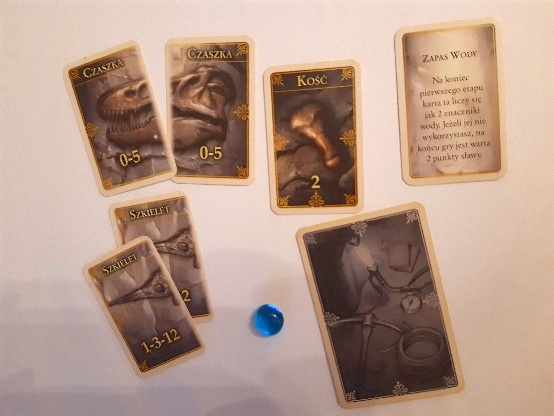 CZASZKA
0-5
CZASZKA
0-5
KOŚĆ
2
ZAPAS WODY
Na koniec
pierwszego etapu
karta ta liczy się
jak 2 znaczniki
wody. Jeżeli jej nie
wykorzystasz, na
końcu gry jest warta
2 punkty sławy.
SZKIELET
2
SZKIELET
1-3-12